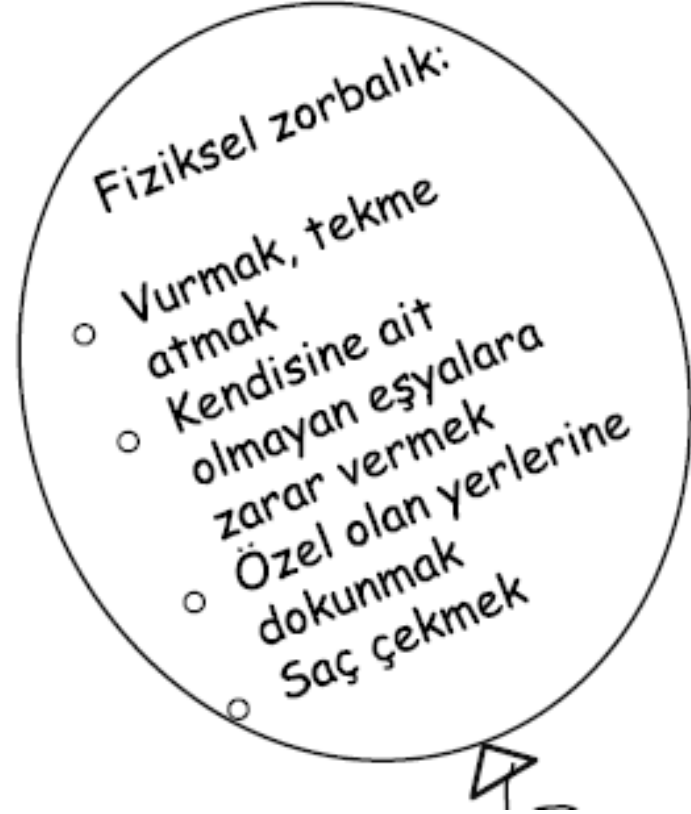 Fiziksel zorbalık:
Vurmak, tekme
atmak
Kendisine ait
olmayan eşyalara
zarar vermek
Özel olan yerlerine
dokunmak
Saç çekmek